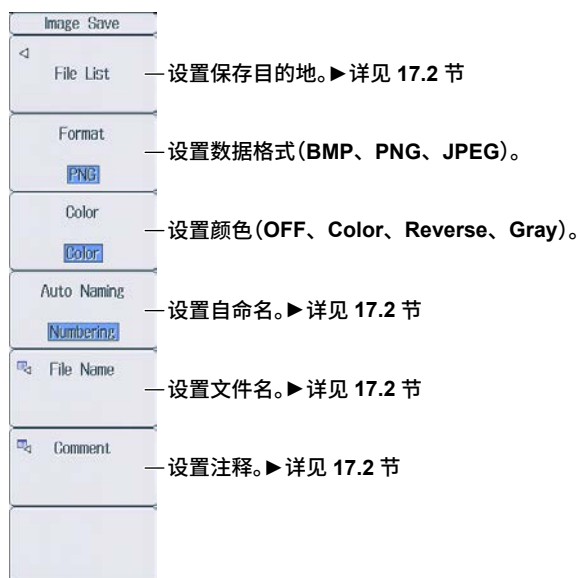 Image Save
File List
设置保存目的地。►详见 17.2 节
Format
PNG
设置数据格式(BMP、PNG、JPEG)。
Color
Color
设置颜色(OFF、Color、Reverse、Gray)。
Auto Naming
Numbering
设置自命名。►详见 17.2 节
File Name
设置文件名。►详见 17.2 节
Comment
设置注释。►详见 17.2 节